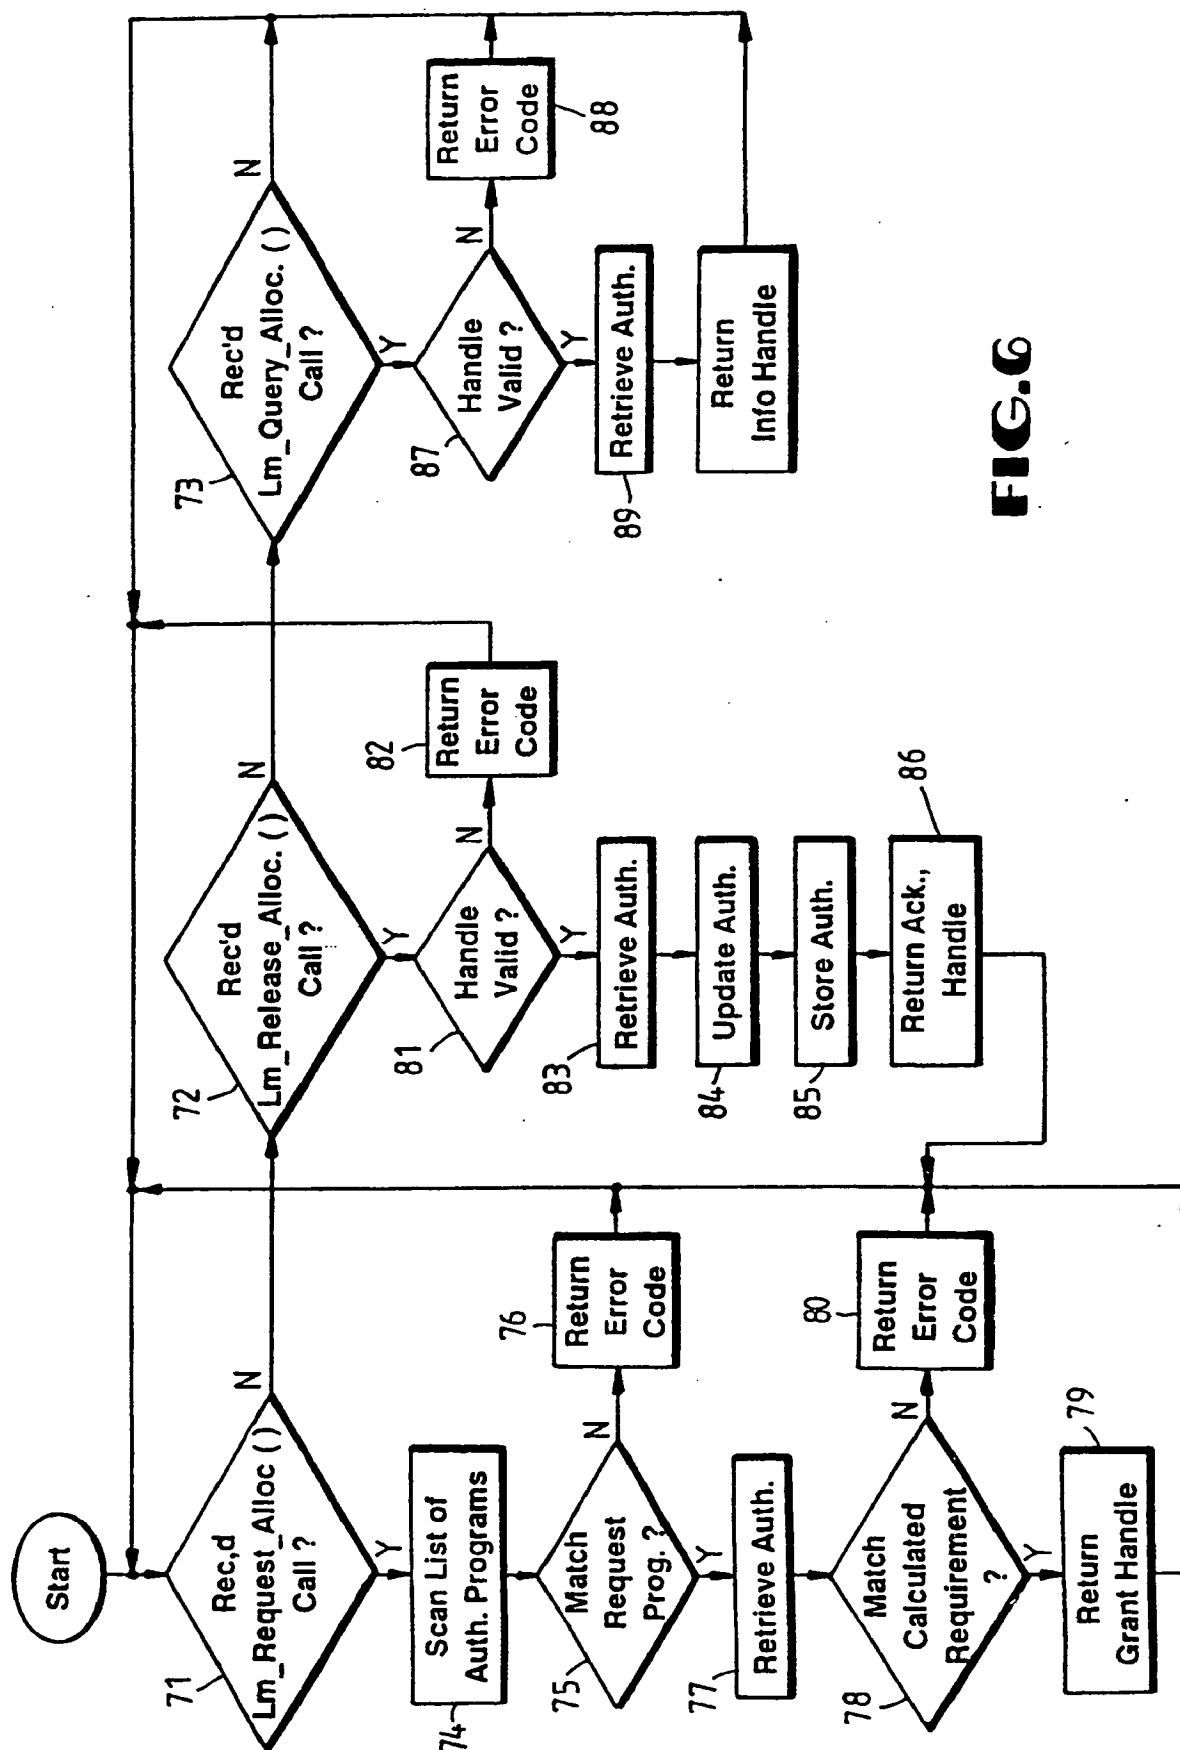 Start
71
Rec,d
Lm_Request_Alloc ()
Call ?
N
Y
74
Scan List of
Auth. Programs
75
Match
Request
Prog. ?
N
Y
76
Return
Error
Code
77
Retrieve Auth.
78
Match
Calculated
Requirement
?
N
Y
80
Return
Error
Code
79
Return
Grant Handle
72
Rec'd
Lm_Release_Alloc. ()
Call ?
N
Y
81
Handle
Valid ?
N
Y
82
Return
Error
Code
83
Retrieve Auth.
84
Update Auth.
85
Store Auth.
86
Return Ack.,
Handle
73
Rec'd
Lm_Query_Alloc. ()
Call ?
N
Y
87
Handle
Valid ?
N
Y
Return
Error
Code
88
89
Retrieve Auth.
Return
Info Handle
FIG.6